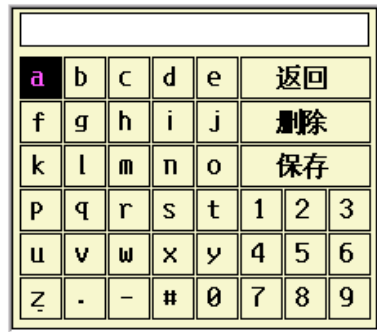 a b c d e 返回
f g h i j 删除
k l m n o 保存
p q r s t 1 2 3
u v w x y 4 5 6
z . - # 0 7 8 9